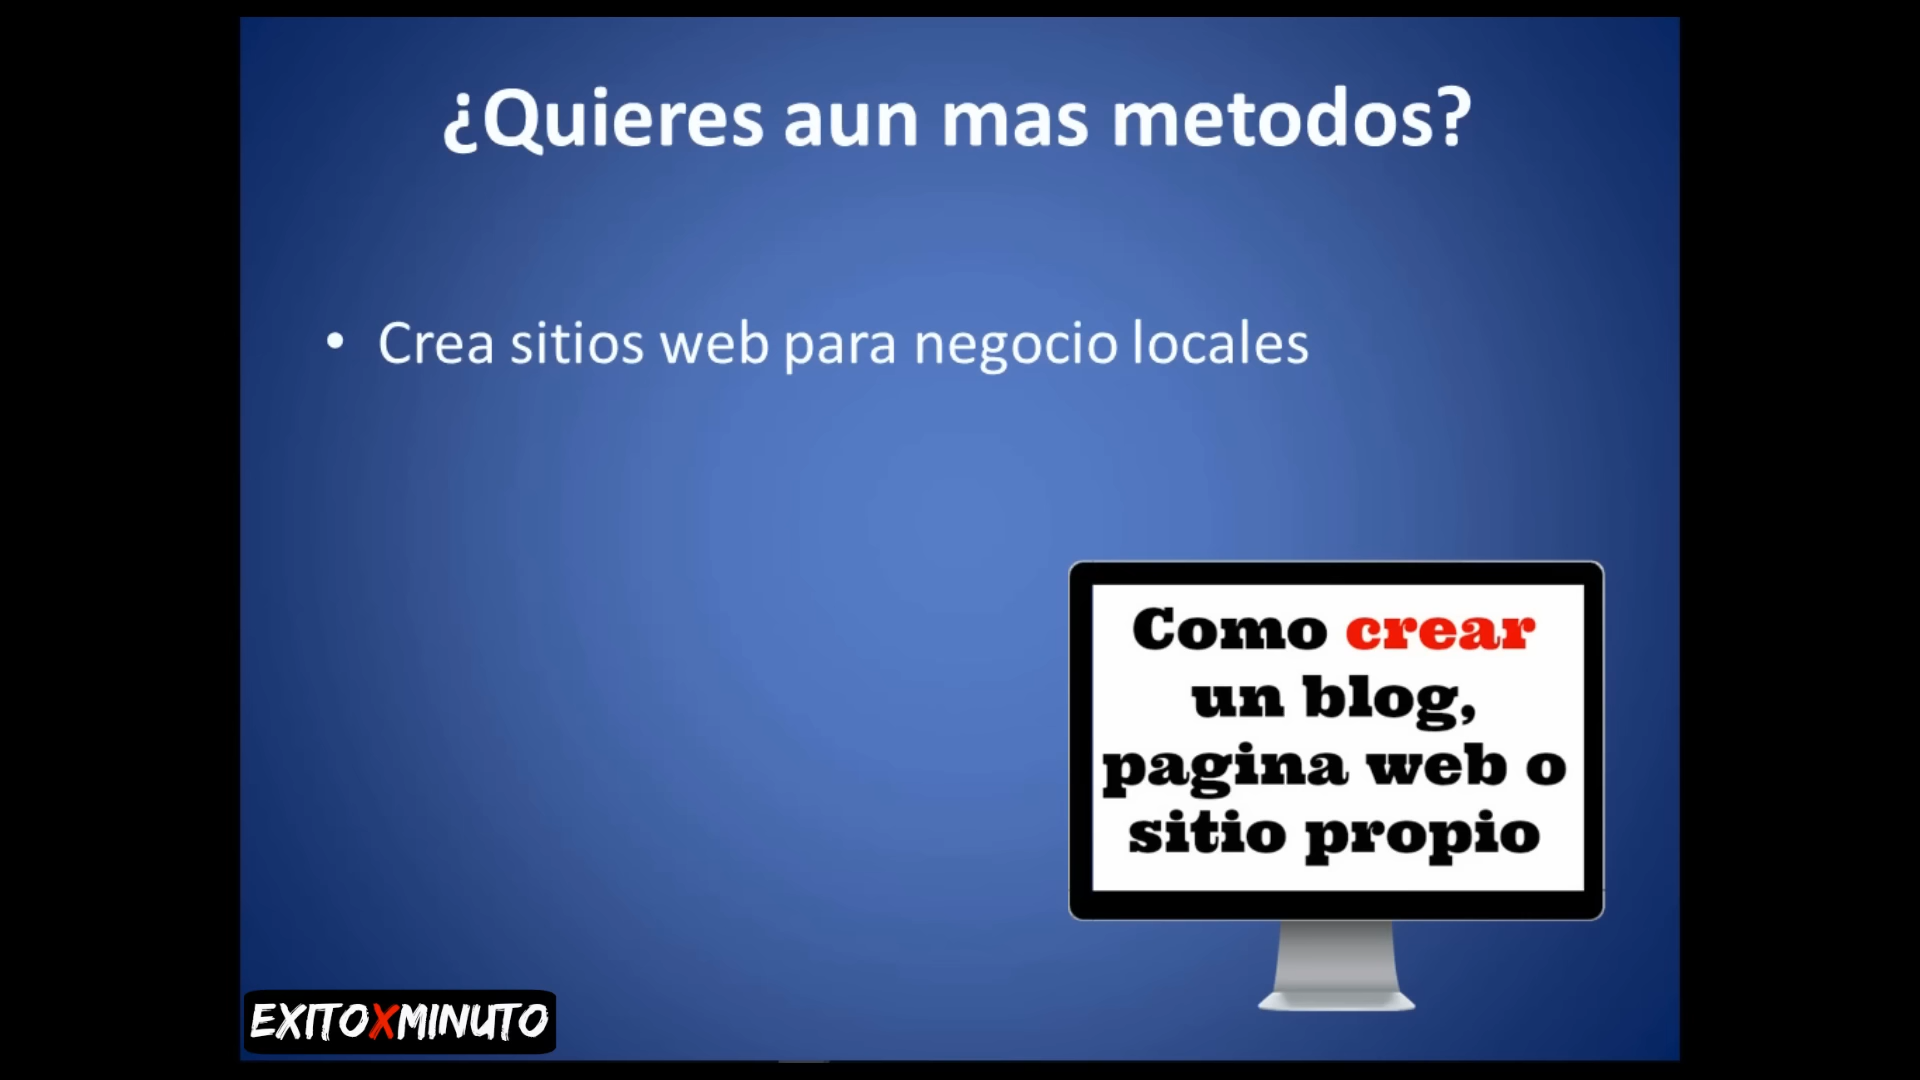 ¿Quieres aun mas metodos?
• Crea sitios web para negocio locales
Como crear
un blog,
pagina web o
sitio propio
EXITOXMINUTO